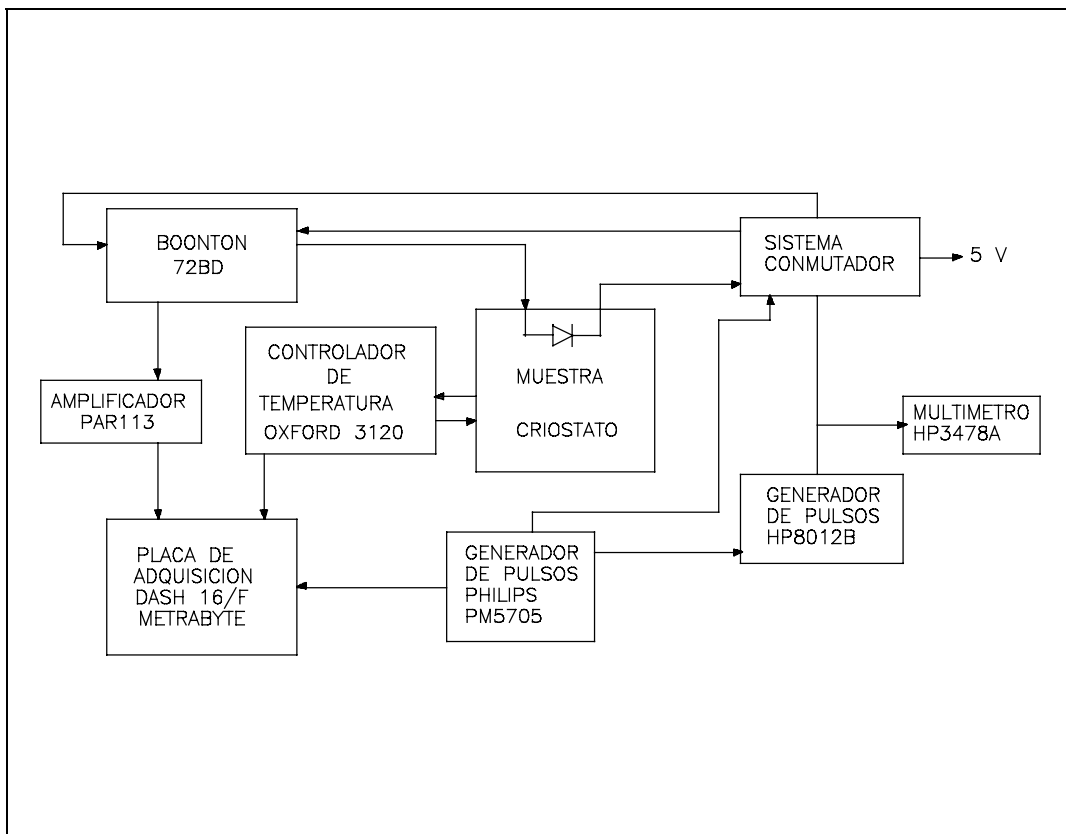 BOONTON
72BD
SISTEMA
CONMUTADOR
5 V
CONTROLADOR
DE
TEMPERATURA
OXFORD 3120
MUESTRA
CRIOSTATO
AMPLIFICADOR
PAR113
MULTIMETRO
HP3478A
GENERADOR
DE PULSOS
HP8012B
PLACA DE
ADQUISICION
DASH 16/F
METRABYTE
GENERADOR
DE PULSOS
PHILIPS
PM5705